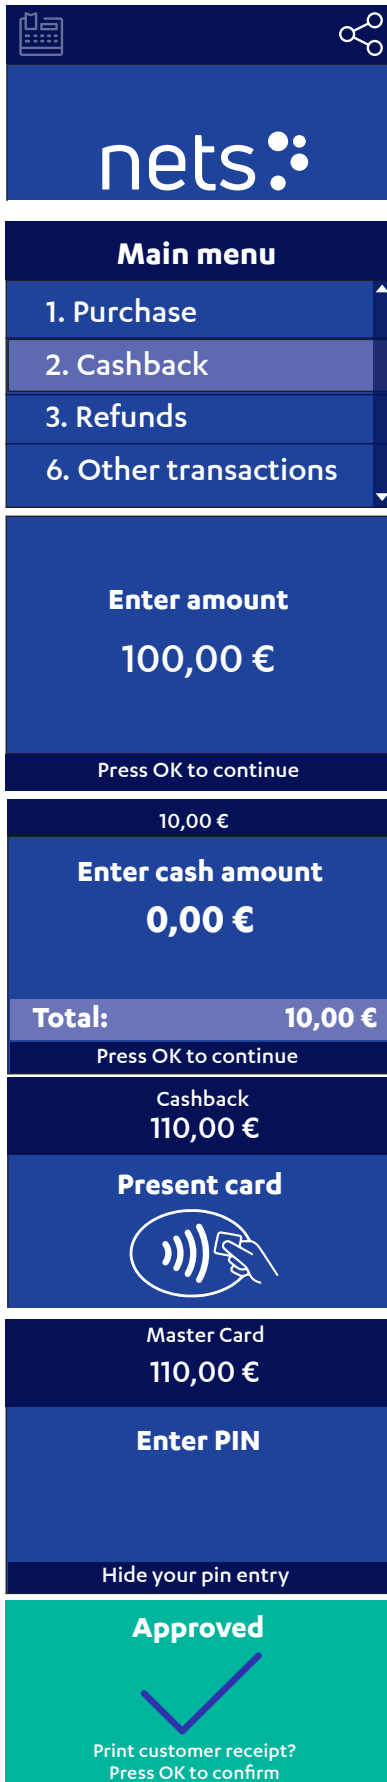 nets
Main menu
1. Purchase
2. Cashback
3. Refunds
6. Other transactions
Enter amount
100,00 €
Press OK to continue
10,00 €
Enter cash amount
0,00 €
Total: 10,00 €
Press OK to continue
Cashback
110,00 €
Present card
Master Card
110,00 €
Enter PIN
Hide your pin entry
Approved
Print customer receipt?
Press OK to confirm